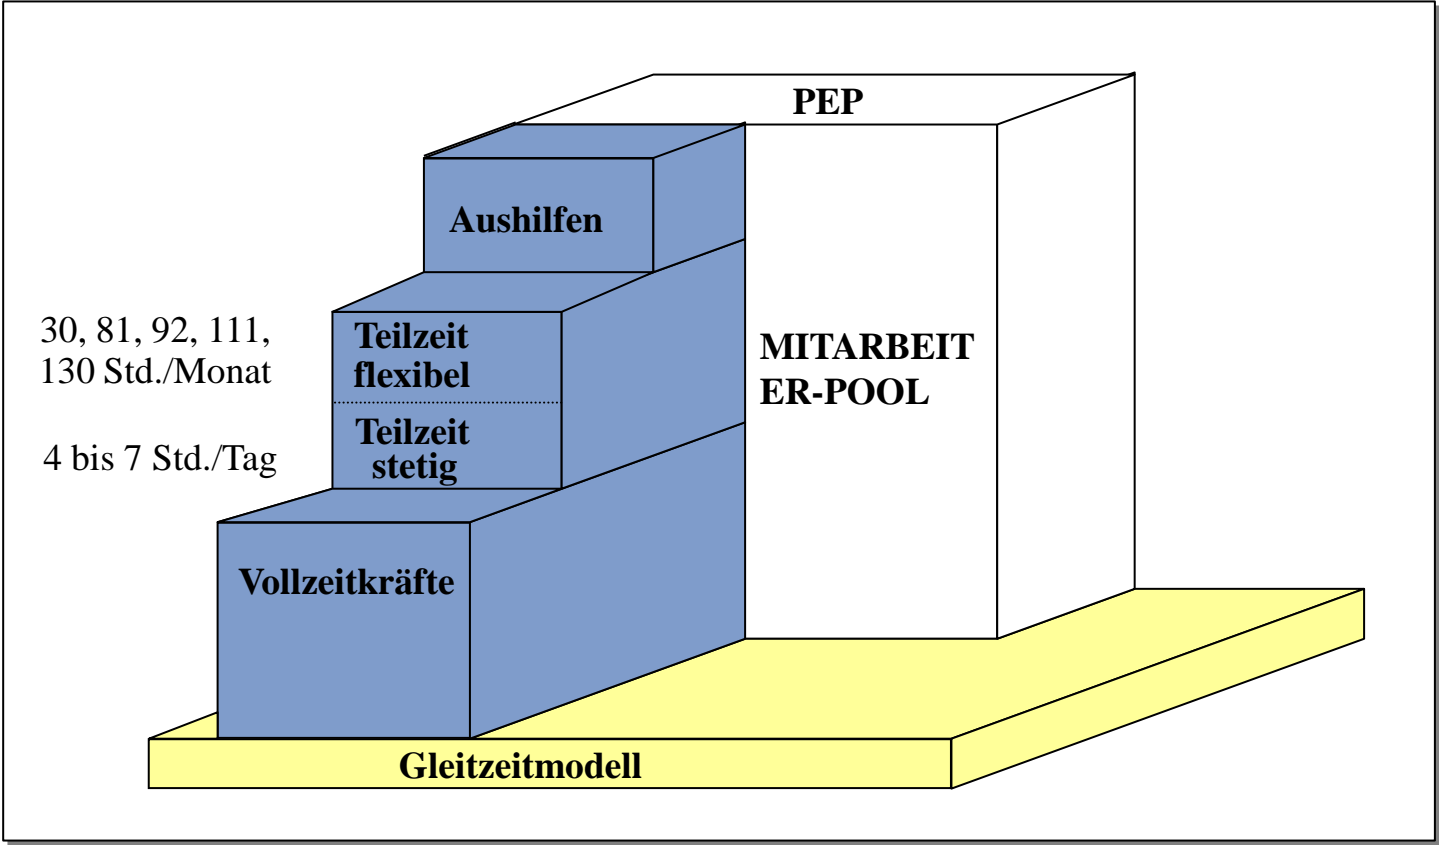 PEP
Aushilfen
30, 81, 92, 111,
130 Std./Monat
Teilzeit
flexibel
MITARBEIT
ER-POOL
4 bis 7 Std./Tag
Teilzeit
stetig
Vollzeitkräfte
Gleitzeitmodell